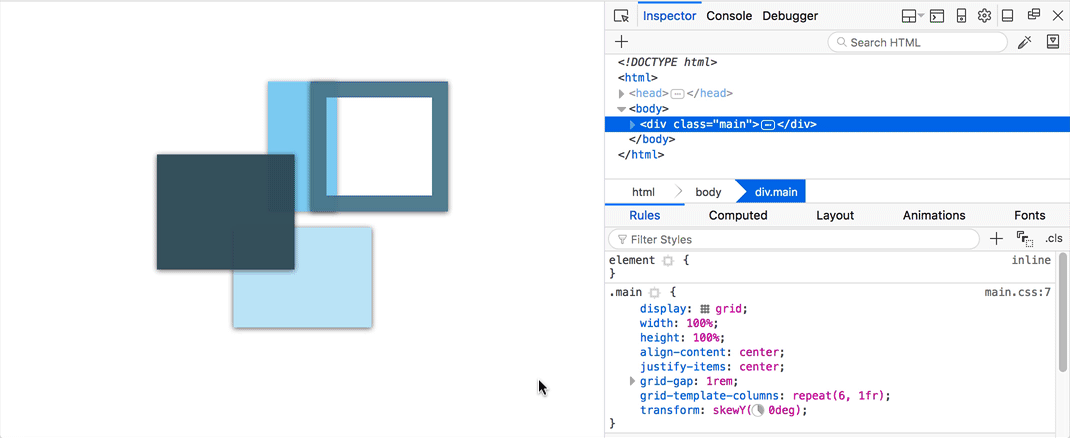 Inspector Console Debugger
Search HTML
<!DOCTYPE html>
<html>
<head></head>
<body>
<div class="main"></div>
</body>
</html>
html body div.main
Rules Computed Layout Animations Fonts
Filter Styles .cls
element { inline
}
.main { main.css:7
display: grid;
width: 100%;
height: 100%;
align-content: center;
justify-items: center;
grid-gap: 1rem;
grid-template-columns: repeat(6, 1fr);
transform: skewY(0deg);
}